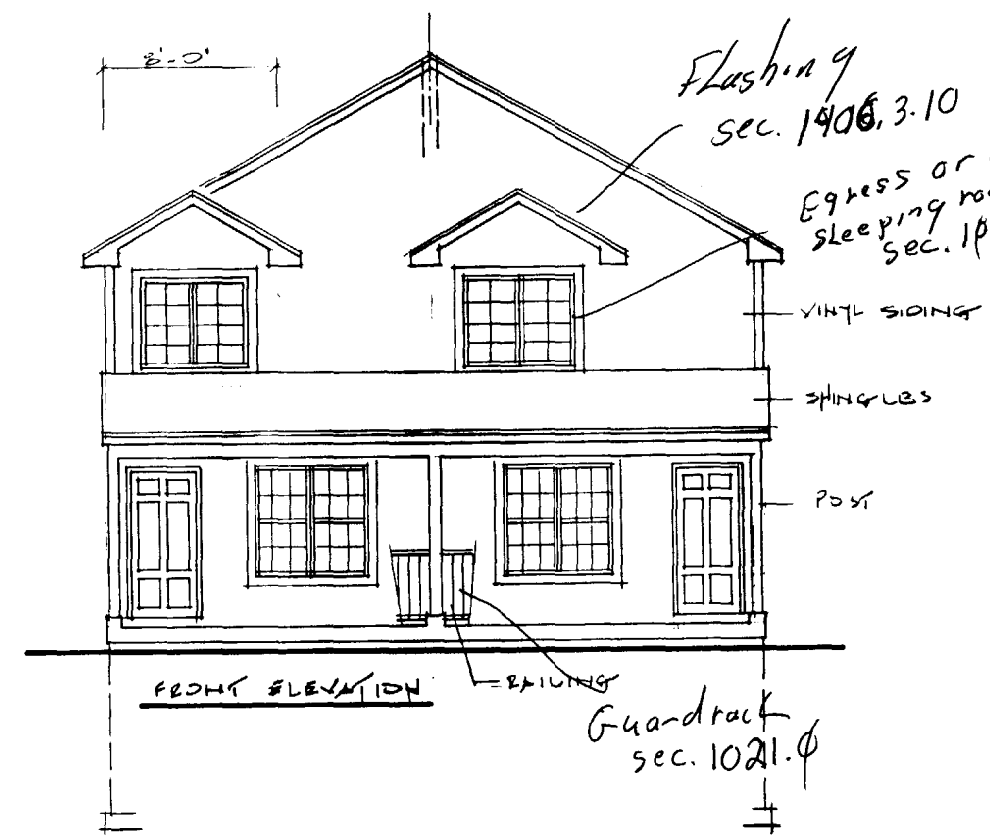 8'-0"
Flashing
sec. 1406.3.10
Egress or
sleeping
sec.
VINYL SIDING
SHINGLES
POST
RAILING
FRONT ELEVATION
Guardrack
sec. 1021.0